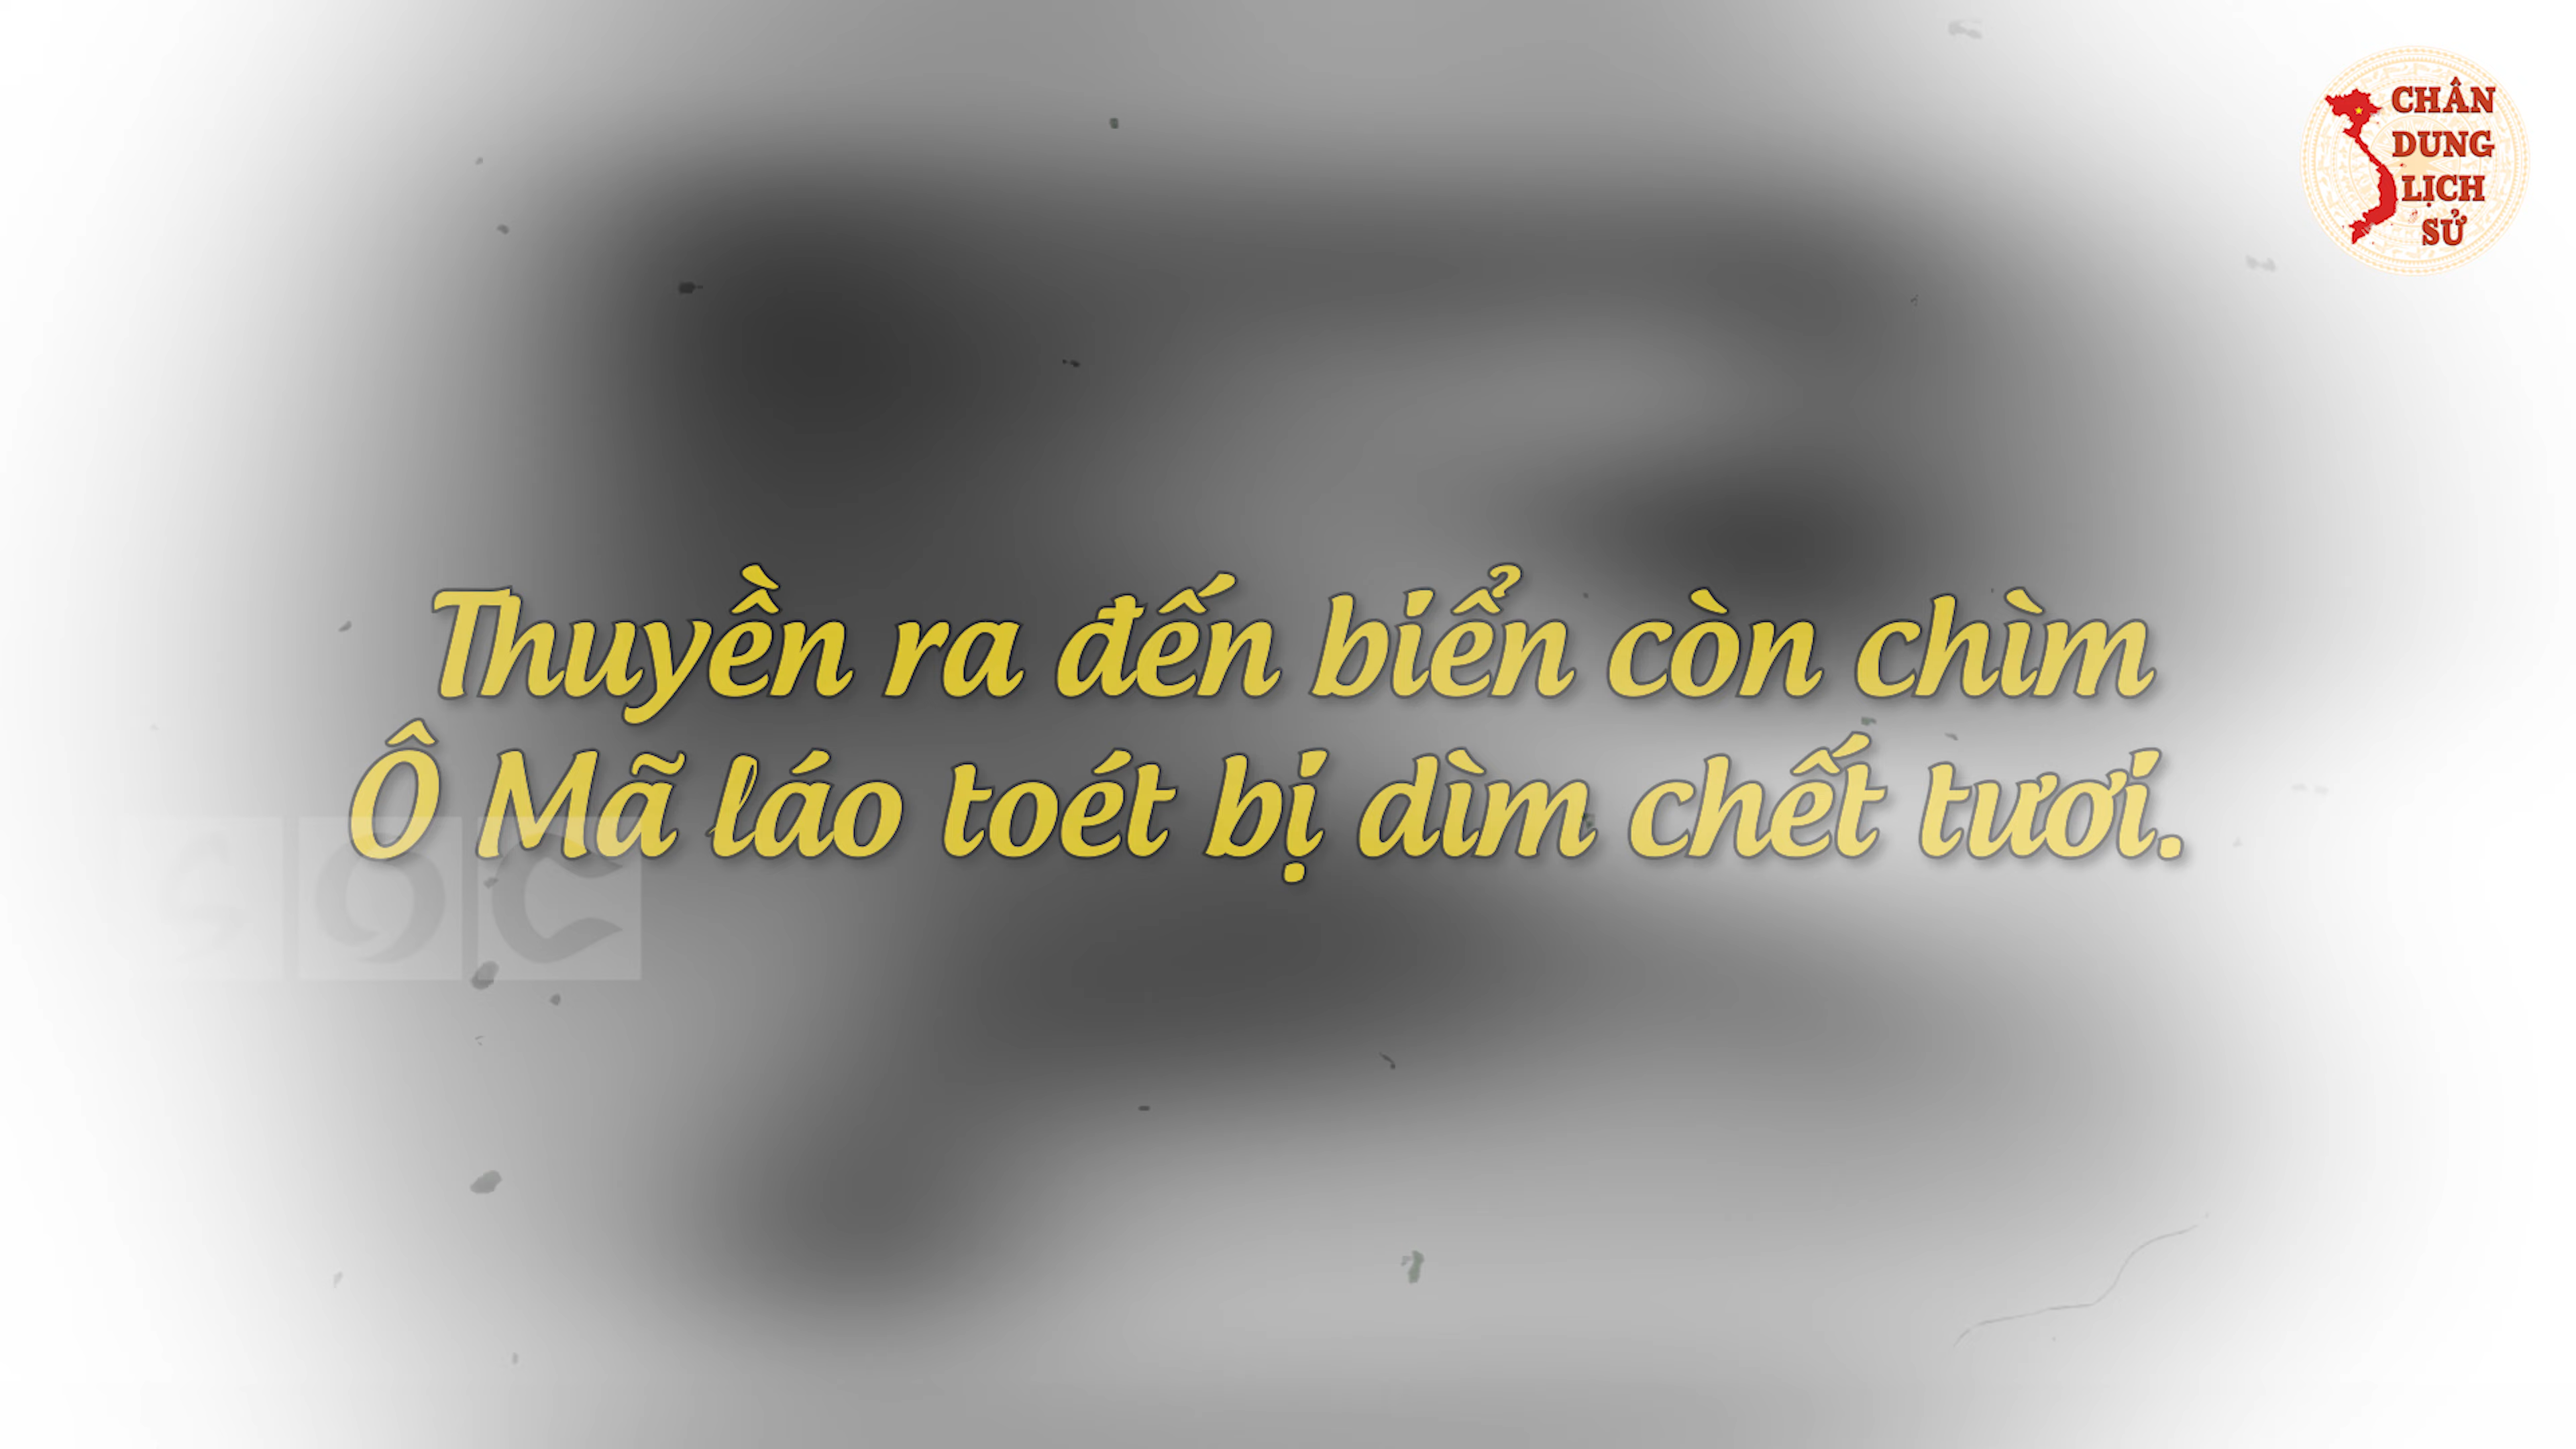 CHÂN
DUNG
LỊCH
SỬ
Thuyền ra đến biển còn chìm
Ô Mã láo toét bị dìm chết tươi.